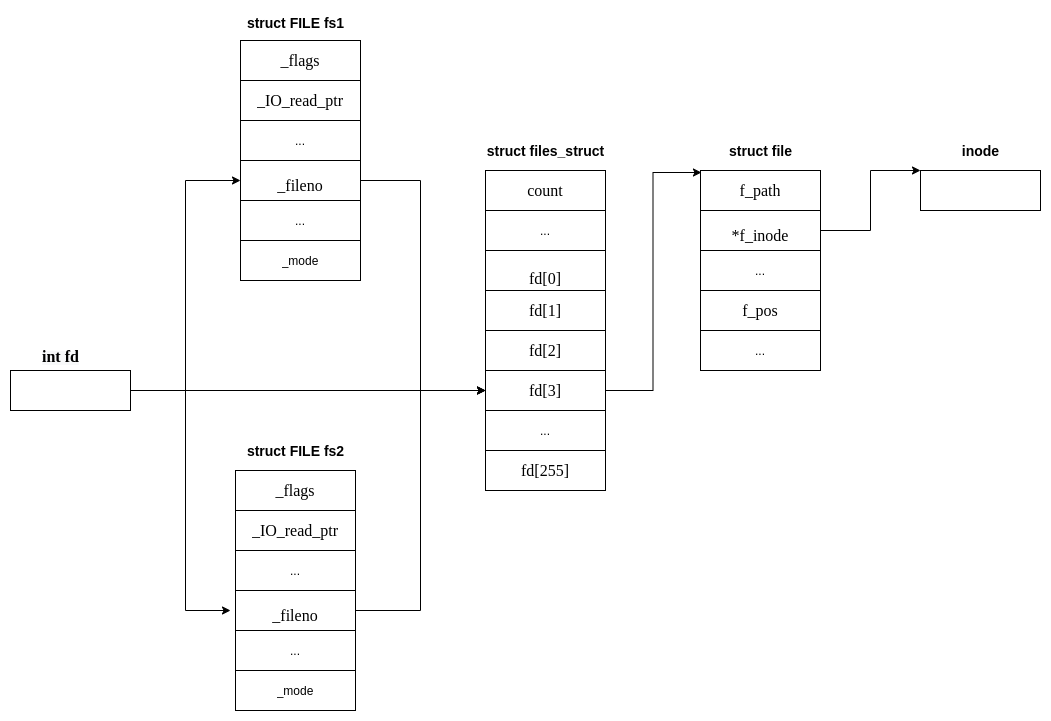 struct FILE fs1
_flags
_IO_read_ptr
...
_fileno
...
_mode
int fd
struct FILE fs2
_flags
_IO_read_ptr
...
_fileno
...
_mode
struct files_struct
count
...
fd[0]
fd[1]
fd[2]
fd[3]
...
fd[255]
struct file
f_path
*f_inode
...
f_pos
...
inode